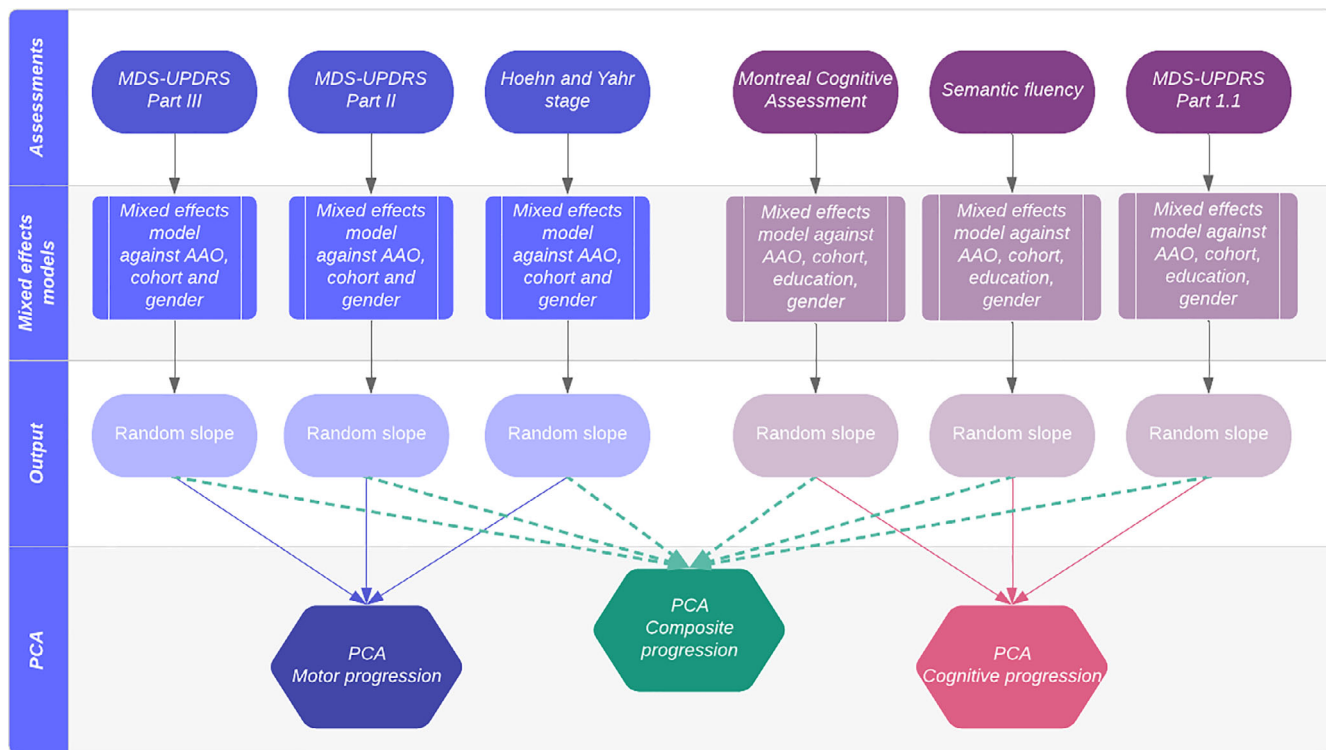 Assessments
MDS-UPDRS
Part III
MDS-UPDRS
Part II
Hoehn and Yahr
stage
Montreal Cognitive
Assessment
Semantic fluency
MDS-UPDRS
Part 1.1
Mixed effects
models
Mixed effects
model
against AAO,
cohort and
gender
Mixed effects
model
against AAO,
cohort and
gender
Mixed effects
model
against AAO,
cohort and
gender
Mixed effects
model against
AAO, cohort,
education,
gender
Mixed effects
model against
AAO, cohort,
education,
gender
Mixed effects
model against
AAO, cohort,
education,
gender
Output
Random slope
Random slope
Random slope
Random slope
Random slope
Random slope
PCA
PCA
Motor progression
PCA
Composite
progression
PCA
Cognitive progression